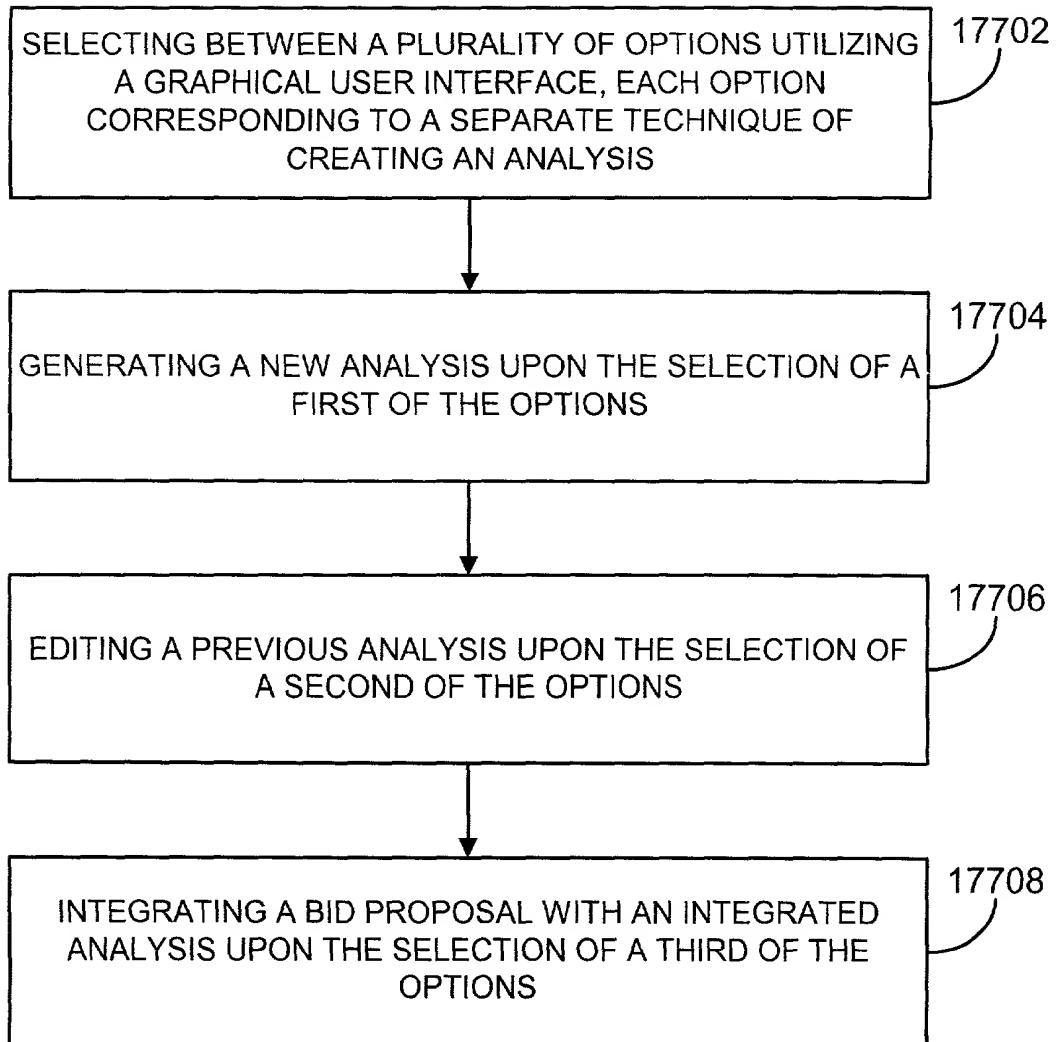 SELECTING BETWEEN A PLURALITY OF OPTIONS UTILIZING
A GRAPHICAL USER INTERFACE, EACH OPTION
CORRESPONDING TO A SEPARATE TECHNIQUE OF
CREATING AN ANALYSIS
17702
GENERATING A NEW ANALYSIS UPON THE SELECTION OF A
FIRST OF THE OPTIONS
17704
EDITING A PREVIOUS ANALYSIS UPON THE SELECTION OF
A SECOND OF THE OPTIONS
17706
INTEGRATING A BID PROPOSAL WITH AN INTEGRATED
ANALYSIS UPON THE SELECTION OF A THIRD OF THE
OPTIONS
17708